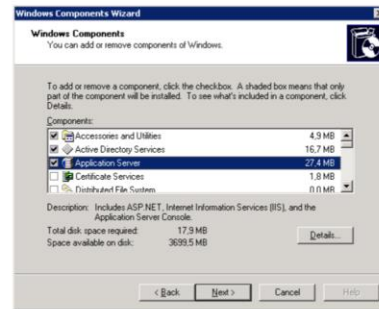 Windows Components Wizard
Windows Components
You can add or remove components of Windows.
To add or remove a component, click the checkbox. A shaded box means that only
part of the component will be installed. To see what's included in a component, click
Details.
Components:
Accessories and Utilities 4,9 MB
Active Directory Services 16,7 MB
Application Server 27,4 MB
Certificate Services 1,8 MB
Distributed File System 0,0 MB
Description: Includes ASP.NET, Internet Information Services (IIS), and the
Application Server Console.
Total disk space required: 17,9 MB
Space available on disk: 3699,5 MB
Details...
< Back Next > Cancel Help